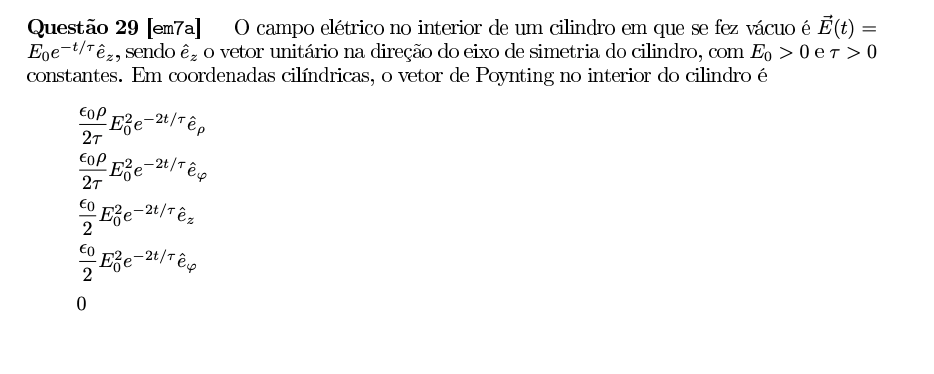 Questão 29 [em7a] O campo elétrico no interior de um cilindro em que se fez vácuo é $\vec{E}(t) =$
$E_0 e^{-t/\tau} \hat{e}_z$, sendo $\hat{e}_z$ o vetor unitário na direção do eixo de simetria do cilindro, com $E_0 > 0$ e $\tau > 0$
constantes. Em coordenadas cilíndricas, o vetor de Poynting no interior do cilindro é
$\frac{\epsilon_0 \rho}{2\tau} E_0^2 e^{-2t/\tau} \hat{e}_\rho$
$\frac{\epsilon_0 \rho}{2\tau} E_0^2 e^{-2t/\tau} \hat{e}_\varphi$
$\frac{\epsilon_0}{2} E_0^2 e^{-2t/\tau} \hat{e}_z$
$\frac{\epsilon_0}{2} E_0^2 e^{-2t/\tau} \hat{e}_\varphi$
0